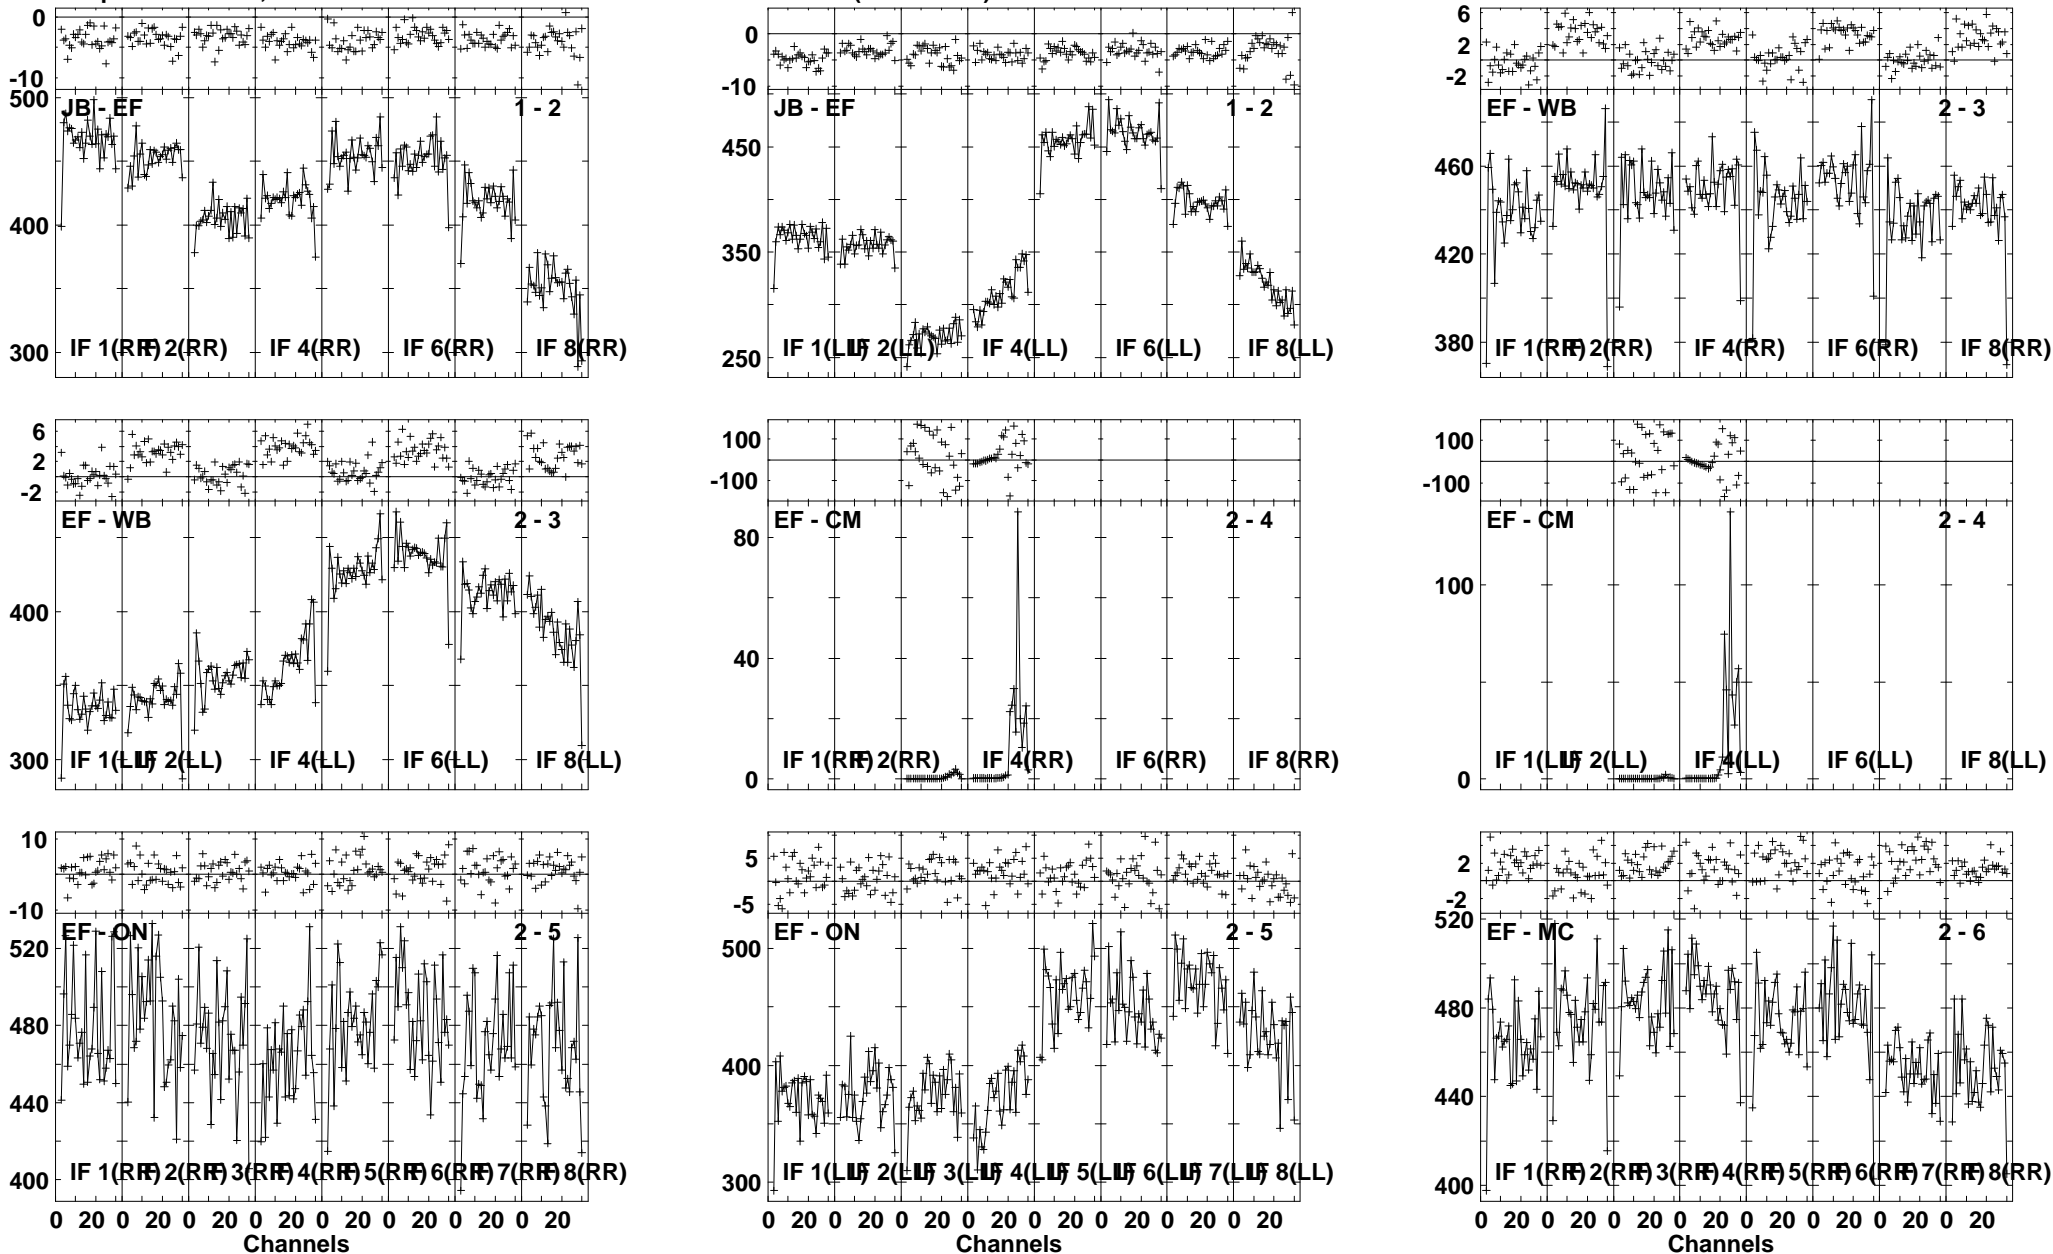 0
-10
500
400
300
JB - EF 1 - 2
IF 1(RR) IF 2(RR) IF 4(RR) IF 6(RR) IF 8(RR)
0
-10
450
350
250
JB - EF 1 - 2
IF 1(LL) IF 2(LL) IF 4(LL) IF 6(LL) IF 8(LL)
6
2
-2
460
420
380
EF - WB 2 - 3
IF 1(RR) IF 2(RR) IF 4(RR) IF 6(RR) IF 8(RR)
6
2
-2
400
300
EF - WB 2 - 3
IF 1(LL) IF 2(LL) IF 4(LL) IF 6(LL) IF 8(LL)
100
-100
80
40
0
EF - CM 2 - 4
IF 1(RR) IF 2(RR) IF 4(RR) IF 6(RR) IF 8(RR)
100
-100
100
0
EF - CM 2 - 4
IF 1(LL) IF 2(LL) IF 4(LL) IF 6(LL) IF 8(LL)
10
-10
520
480
440
400
EF - ON 2 - 5
IF 1(RR) IF 2(RR) IF 3(RR) IF 4(RR) IF 5(RR) IF 6(RR) IF 7(RR) IF 8(RR)
0 20 0 20 0 20 0 20 0 20 0 20 0 20 0 20
Channels
5
-5
500
400
300
EF - ON 2 - 5
IF 1(LL) IF 2(LL) IF 3(LL) IF 4(LL) IF 5(LL) IF 6(LL) IF 7(LL) IF 8(LL)
0 20 0 20 0 20 0 20 0 20 0 20 0 20 0 20
Channels
2
-2
520
480
440
400
EF - MC 2 - 6
IF 1(RR) IF 2(RR) IF 3(RR) IF 4(RR) IF 5(RR) IF 6(RR) IF 7(RR) IF 8(RR)
0 20 0 20 0 20 0 20 0 20 0 20 0 20 0 20
Channels